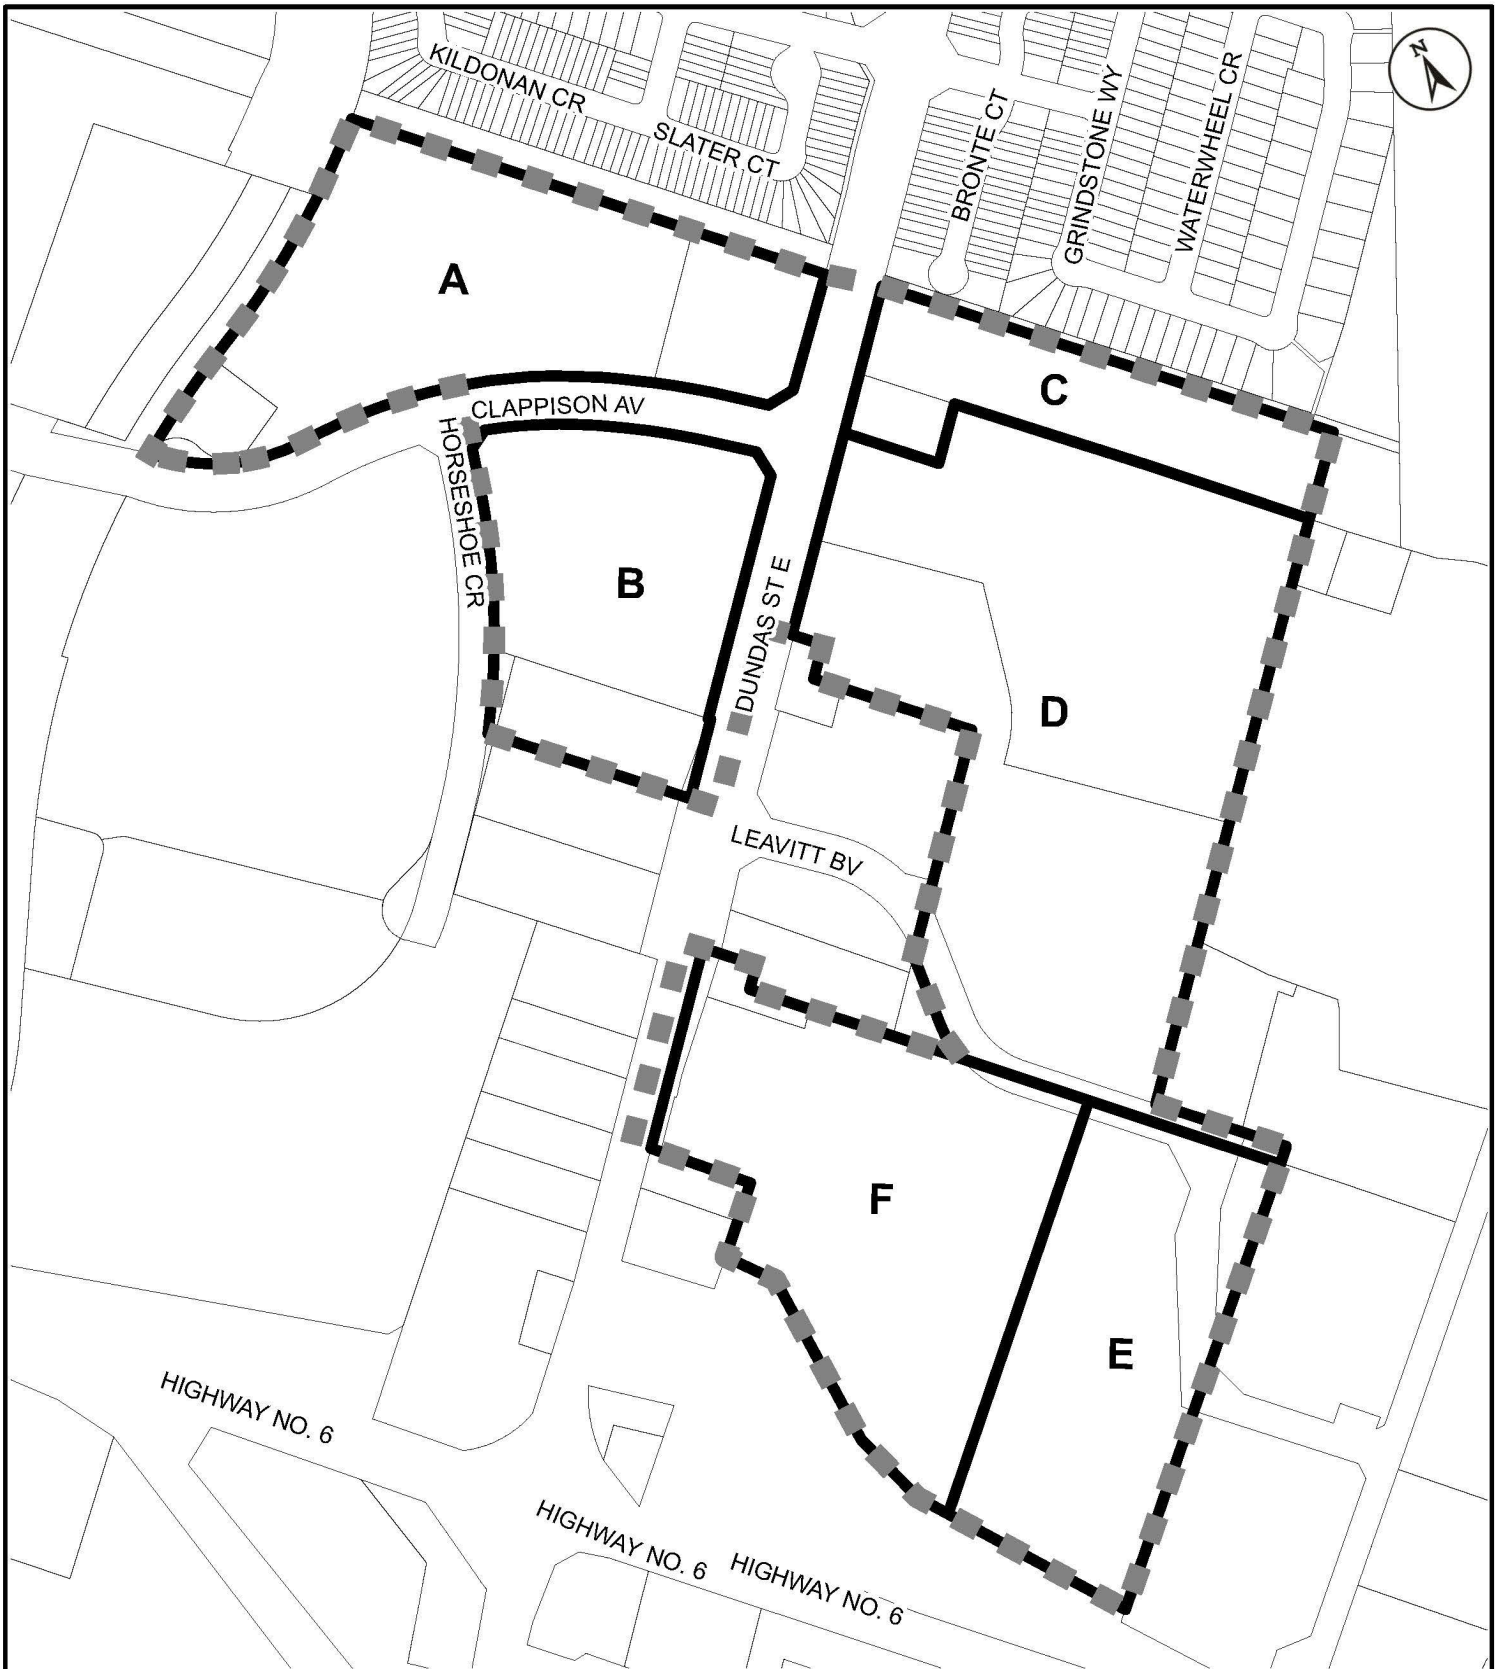 N
KILDONAN CR
SLATER CT
BRONTE CT
GRINDSTONE WY
WATERWHEEL CR
A
C
CLAPPISON AV
HORSESHOE CR
B
DUNDAS ST E
D
LEAVITT BV
F
E
HIGHWAY NO. 6
HIGHWAY NO. 6
HIGHWAY NO. 6